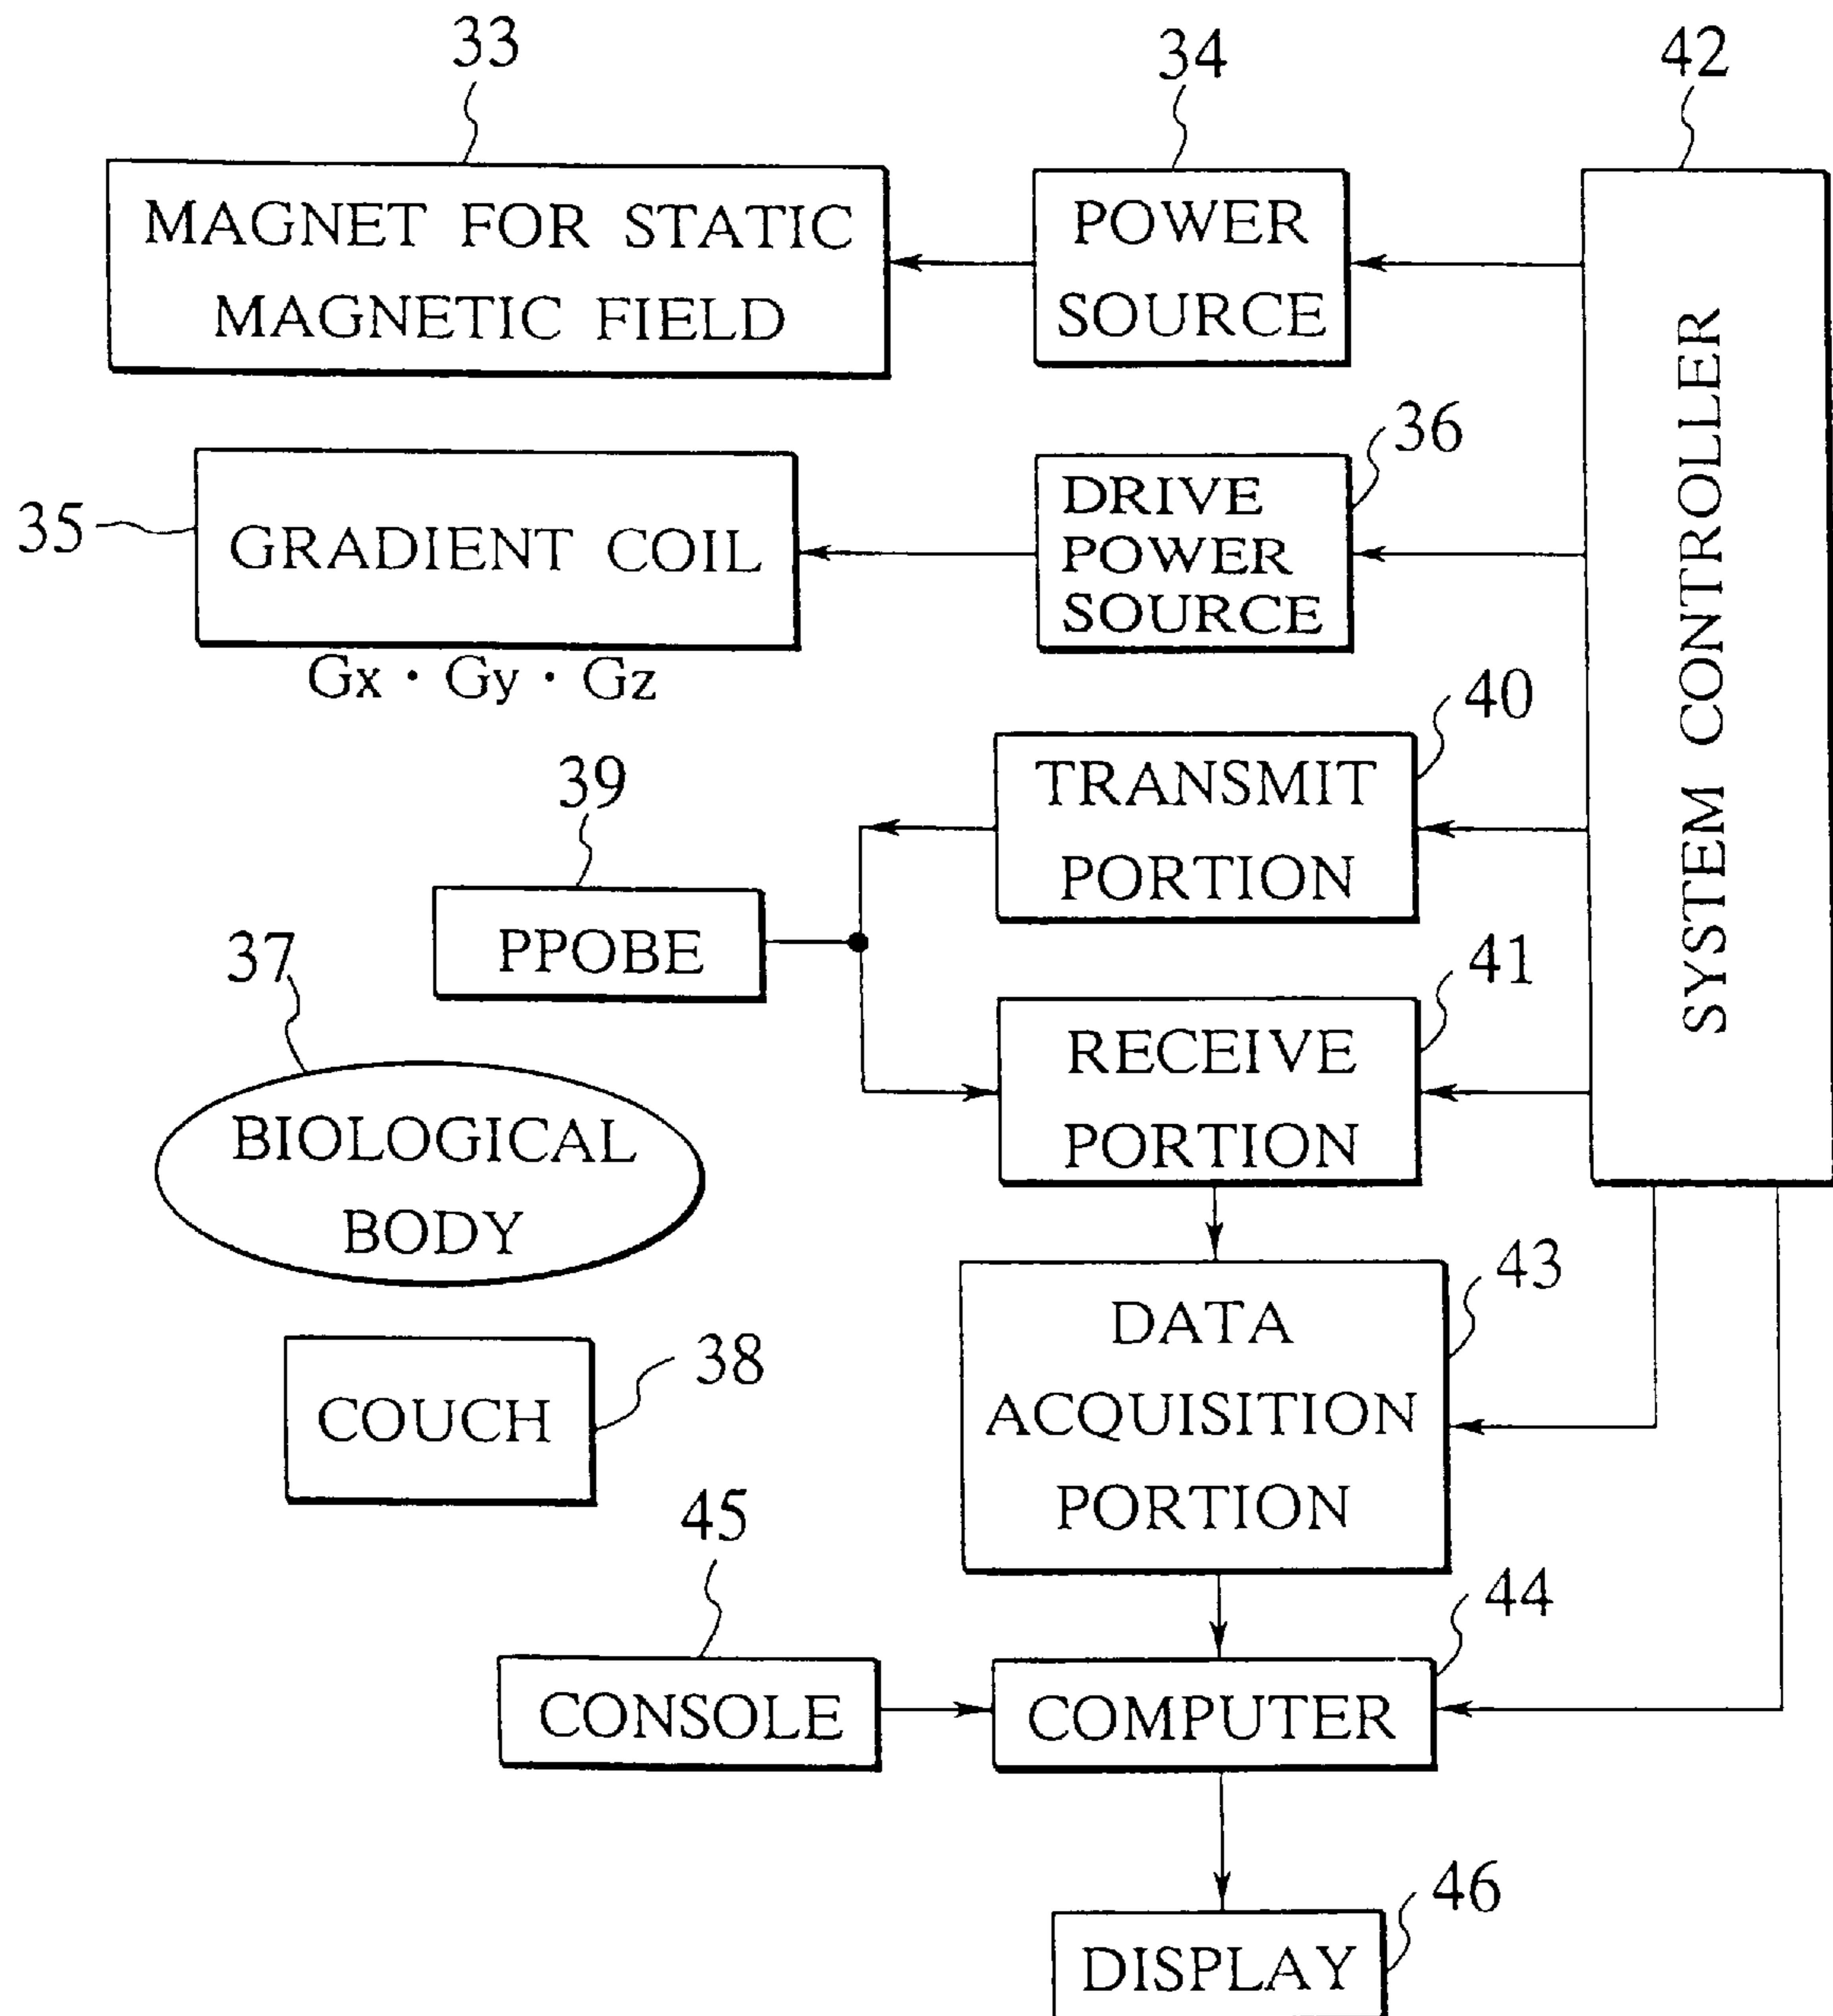 33
34
42
MAGNET FOR STATIC
MAGNETIC FIELD
POWER
SOURCE
SYSTEM CONTROLLER
36
35
GRADIENT COIL
DRIVE
POWER
SOURCE
Gx · Gy · Gz
40
39
TRANSMIT
PORTION
PPOBE
37
41
RECEIVE
PORTION
BIOLOGICAL
BODY
43
38
COUCH
DATA
ACQUISITION
PORTION
45
44
CONSOLE
COMPUTER
46
DISPLAY